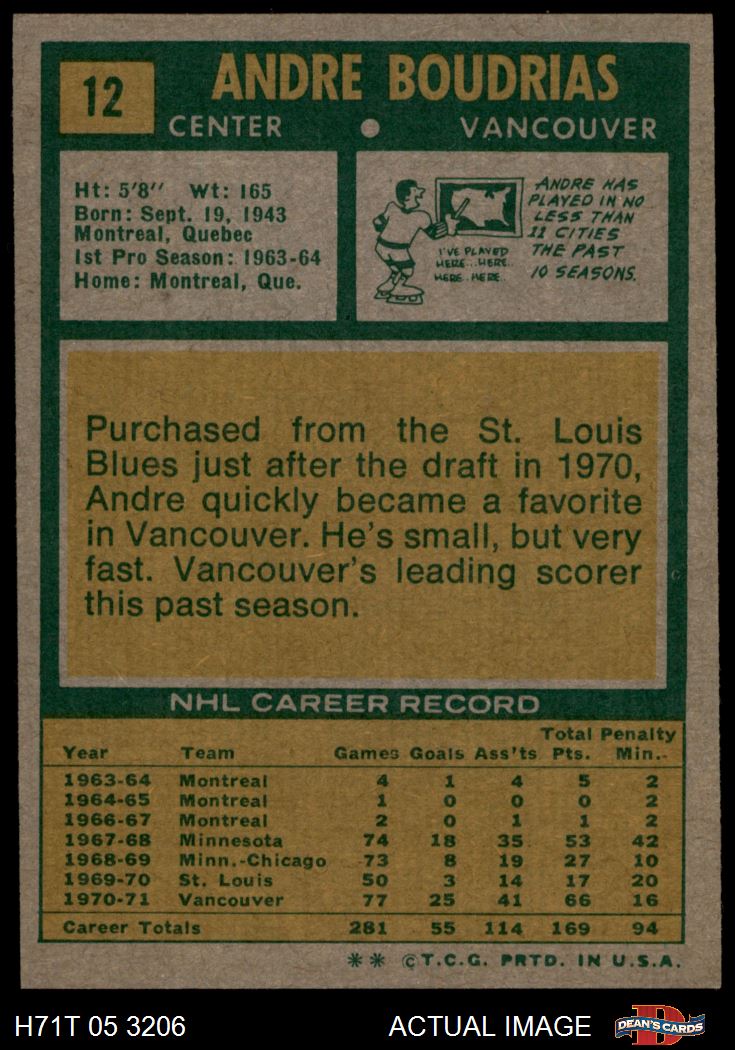 12
ANDRE BOUDRIAS
CENTER • VANCOUVER
Ht: 5'8'' Wt: 165
Born: Sept. 19, 1943
Montreal, Quebec
1st Pro Season: 1963-64
Home: Montreal, Que.
I'VE PLAYED
HERE...HERE..
HERE..HERE..
ANDRE HAS
PLAYED IN NO
LESS THAN
11 CITIES
THE PAST
10 SEASONS.
Purchased from the St. Louis
Blues just after the draft in 1970,
Andre quickly became a favorite
in Vancouver. He's small, but very
fast. Vancouver's leading scorer
this past season.
NHL CAREER RECORD
Total Penalty
Year Team Games Goals Ass'ts Pts. Min.
1963-64 Montreal 4 1 4 5 2
1964-65 Montreal 1 0 0 0 2
1966-67 Montreal 2 0 1 1 2
1967-68 Minnesota 74 18 35 53 42
1968-69 Minn.-Chicago 73 8 19 27 10
1969-70 St. Louis 50 3 14 17 20
1970-71 Vancouver 77 25 41 66 16
Career Totals 281 55 114 169 94
** ©T.C.G. PRTD. IN U.S.A.
H71T 05 3206 ACTUAL IMAGE D DEAN'S CARDS